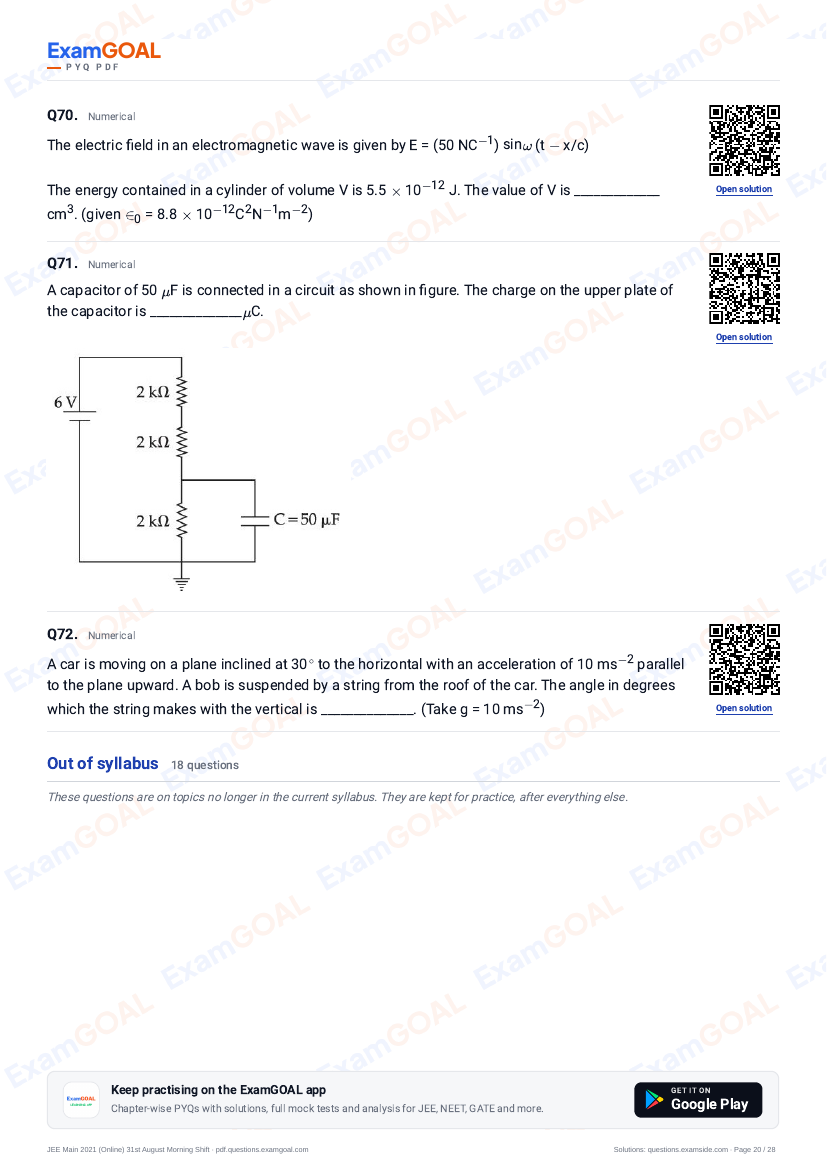 ExamGOAL
PYQ PDF
Q70. Numerical
The electric field in an electromagnetic wave is given by E = (50 NC⁻¹) sinω (t − x/c)
The energy contained in a cylinder of volume V is 5.5 × 10⁻¹² J. The value of V is _____________
cm³. (given ∈₀ = 8.8 × 10⁻¹²C²N⁻¹m⁻²)
Open solution
Q71. Numerical
A capacitor of 50 μF is connected in a circuit as shown in figure. The charge on the upper plate of
the capacitor is ______________μC.
Open solution
6 V
2 kΩ
2 kΩ
2 kΩ
C = 50 μF
Q72. Numerical
A car is moving on a plane inclined at 30° to the horizontal with an acceleration of 10 ms⁻² parallel
to the plane upward. A bob is suspended by a string from the roof of the car. The angle in degrees
which the string makes with the vertical is ______________. (Take g = 10 ms⁻²)
Open solution
Out of syllabus 18 questions
These questions are on topics no longer in the current syllabus. They are kept for practice, after everything else.
ExamGOAL
Keep practising on the ExamGOAL app
Chapter-wise PYQs with solutions, full mock tests and analysis for JEE, NEET, GATE and more.
GET IT ON
Google Play
JEE Main 2021 (Online) 31st August Morning Shift · pdf.questions.examgoal.com
Solutions: questions.examside.com · Page 20 / 28